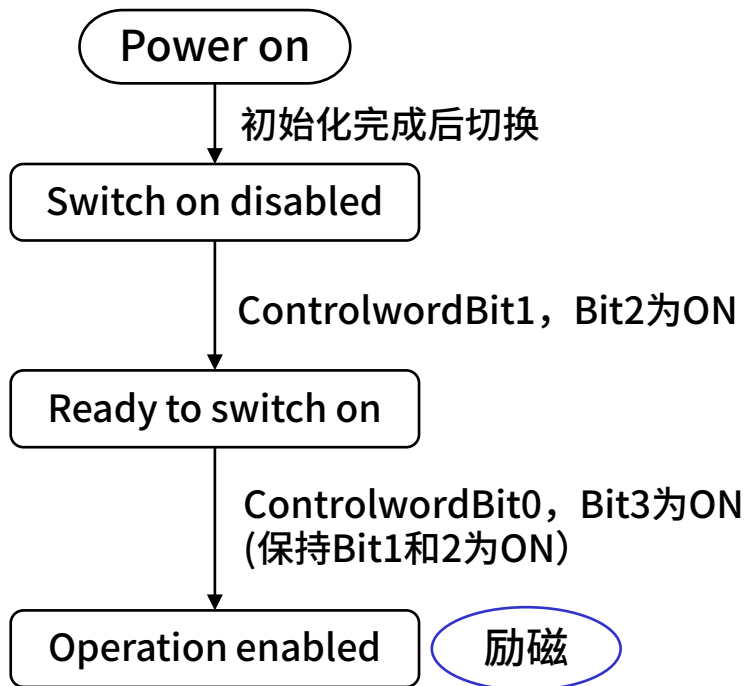 Power on
初始化完成后切换
Switch on disabled
ControlwordBit1，Bit2为ON
Ready to switch on
ControlwordBit0，Bit3为ON
(保持Bit1和2为ON）
Operation enabled
励磁